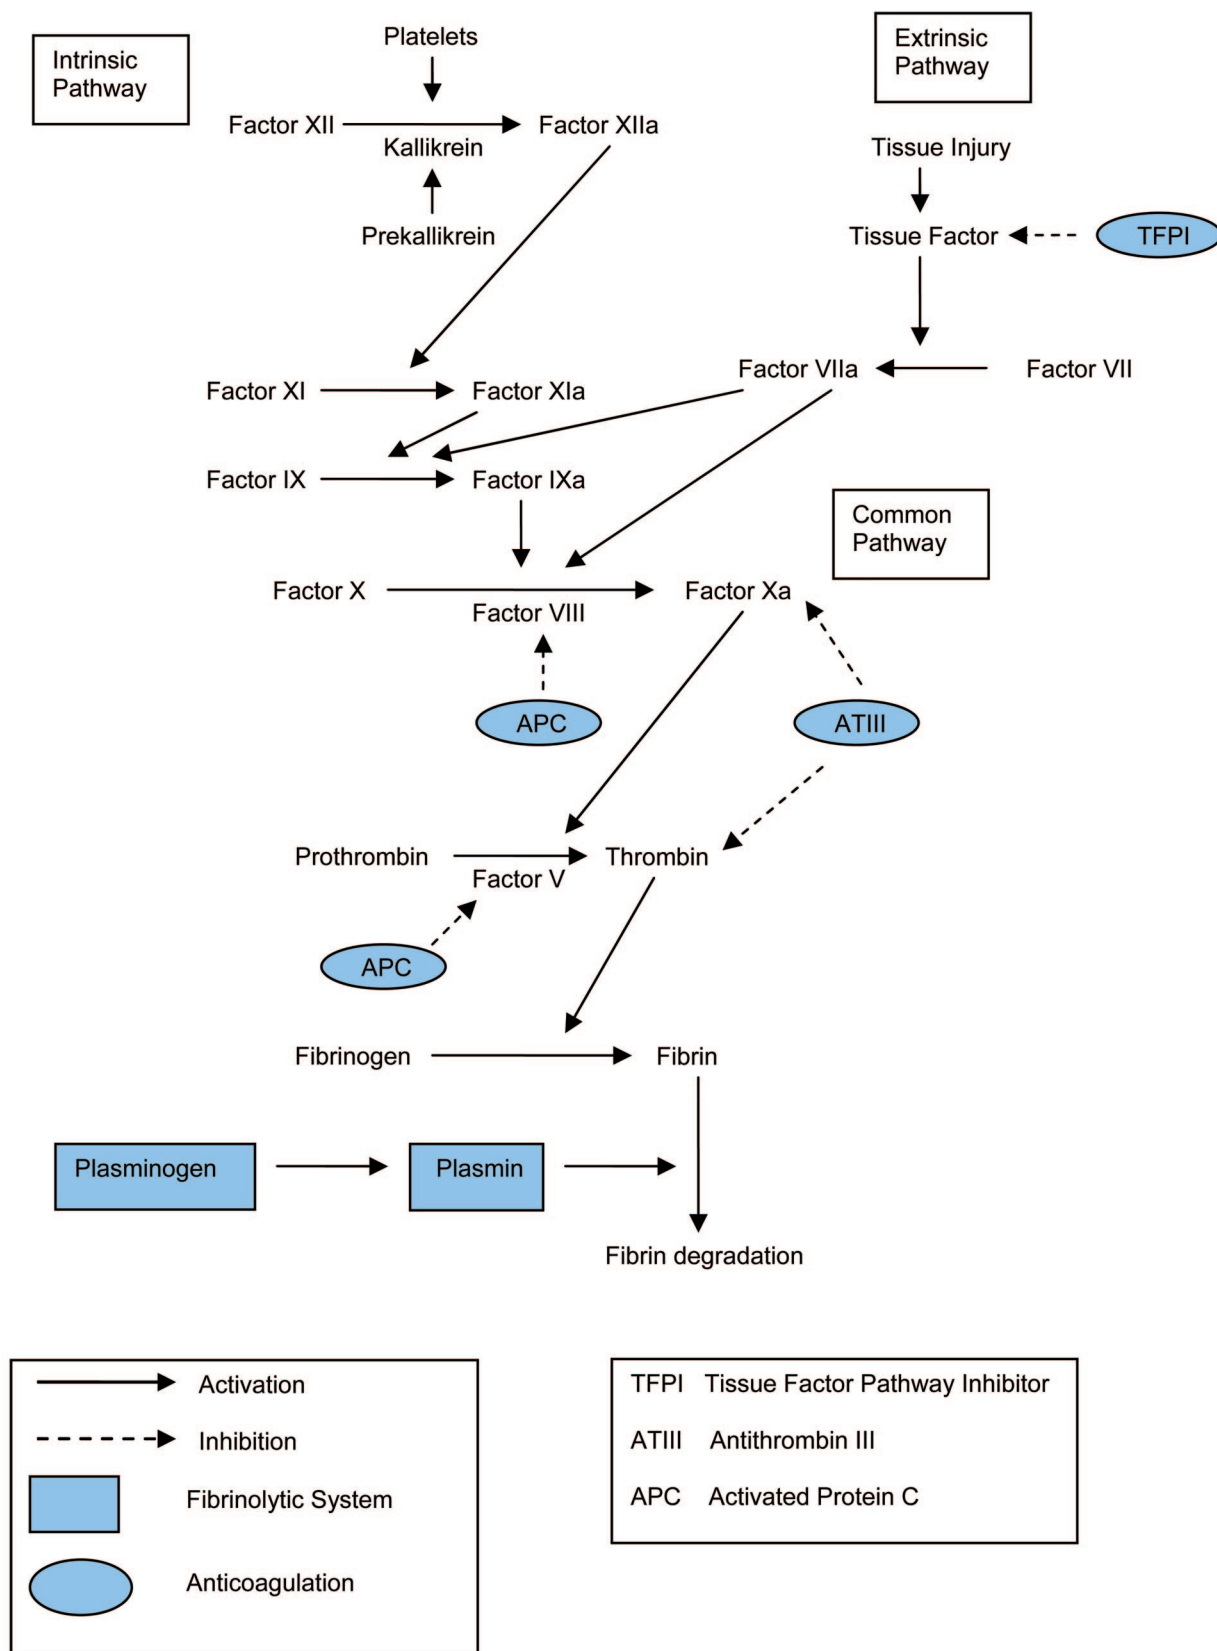 Platelets
Extrinsic
Pathway
Intrinsic
Pathway
Factor XII
Factor XIIa
Kallikrein
Tissue Injury
Prekallikrein
Tissue Factor
TFPI
Factor VIIa
Factor VII
Factor XI
Factor XIa
Factor IX
Factor IXa
Common
Pathway
Factor X
Factor Xa
Factor VIII
APC
ATIII
Prothrombin
Thrombin
Factor V
APC
Fibrinogen
Fibrin
Plasminogen
Plasmin
Fibrin degradation
Activation
Inhibition
Fibrinolytic System
Anticoagulation
TFPI Tissue Factor Pathway Inhibitor
ATIII Antithrombin III
APC Activated Protein C